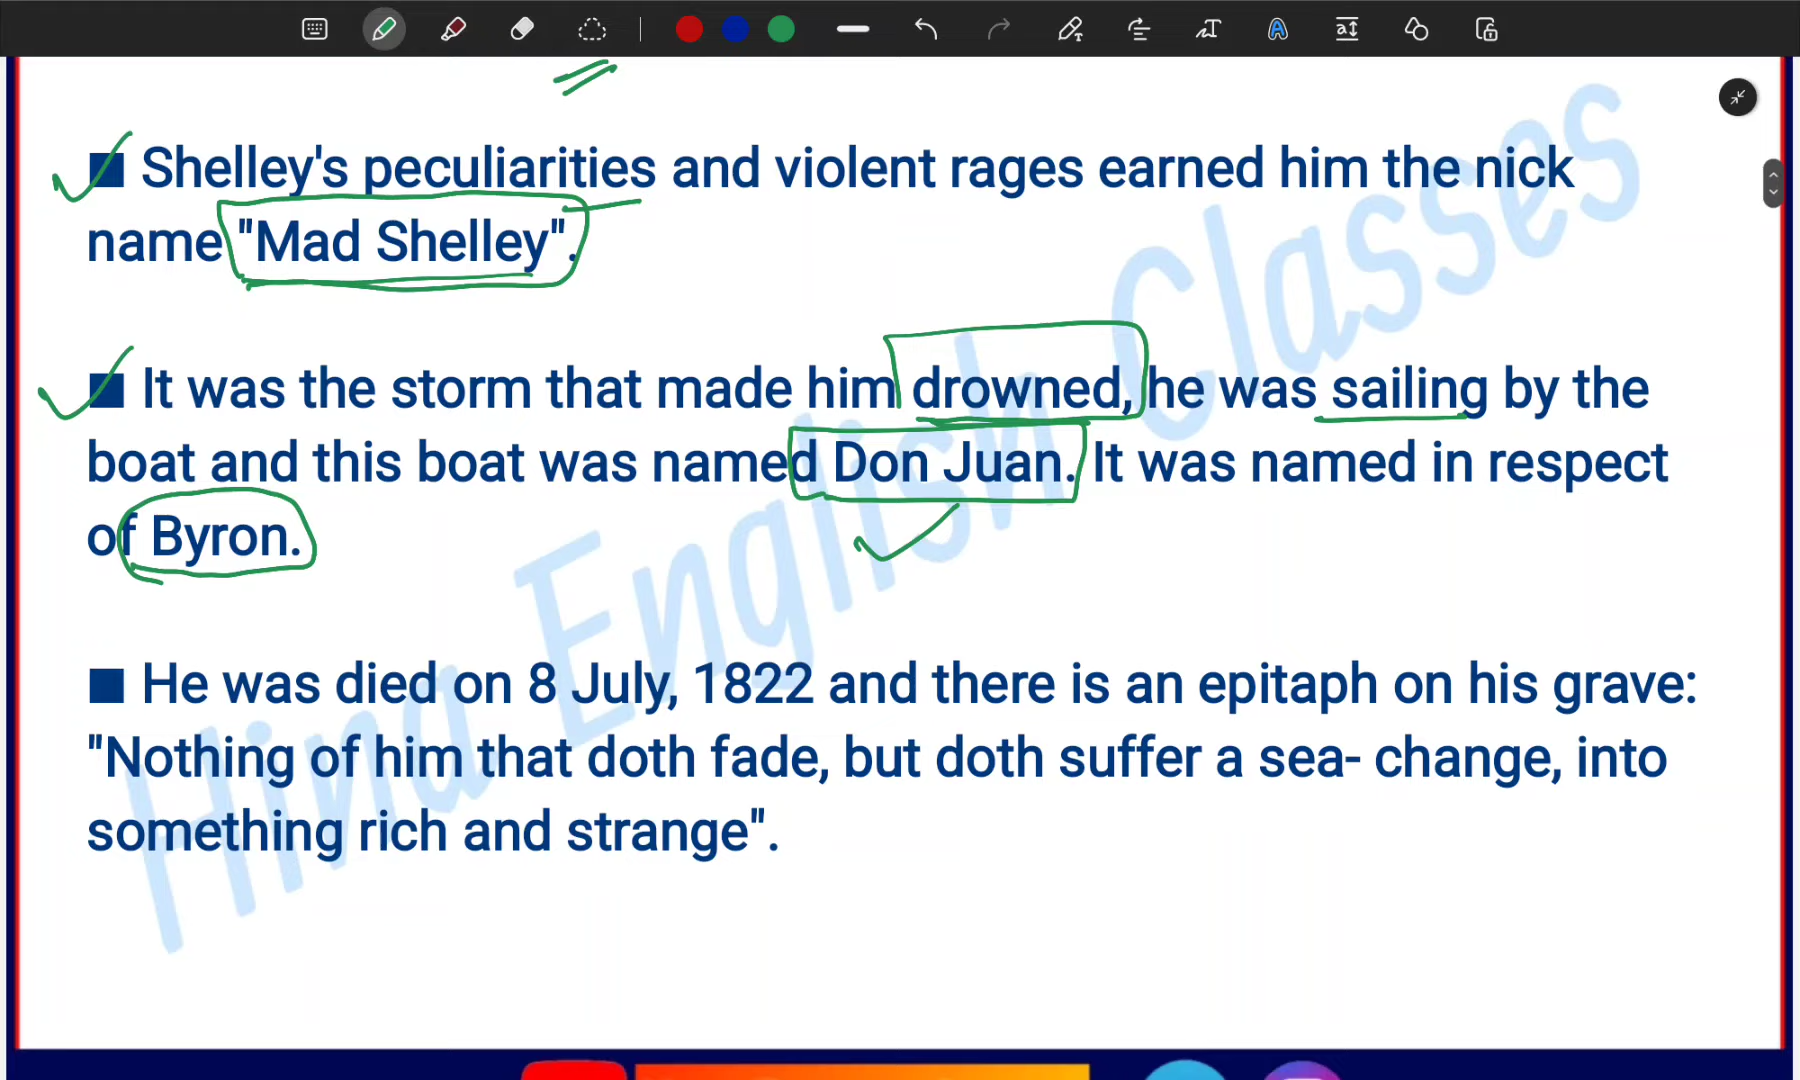 ■ Shelley's peculiarities and violent rages earned him the nick
name "Mad Shelley".
■ It was the storm that made him drowned, he was sailing by the
boat and this boat was named Don Juan. It was named in respect
of Byron.
■ He was died on 8 July, 1822 and there is an epitaph on his grave:
"Nothing of him that doth fade, but doth suffer a sea- change, into
something rich and strange".
Hina English Classes